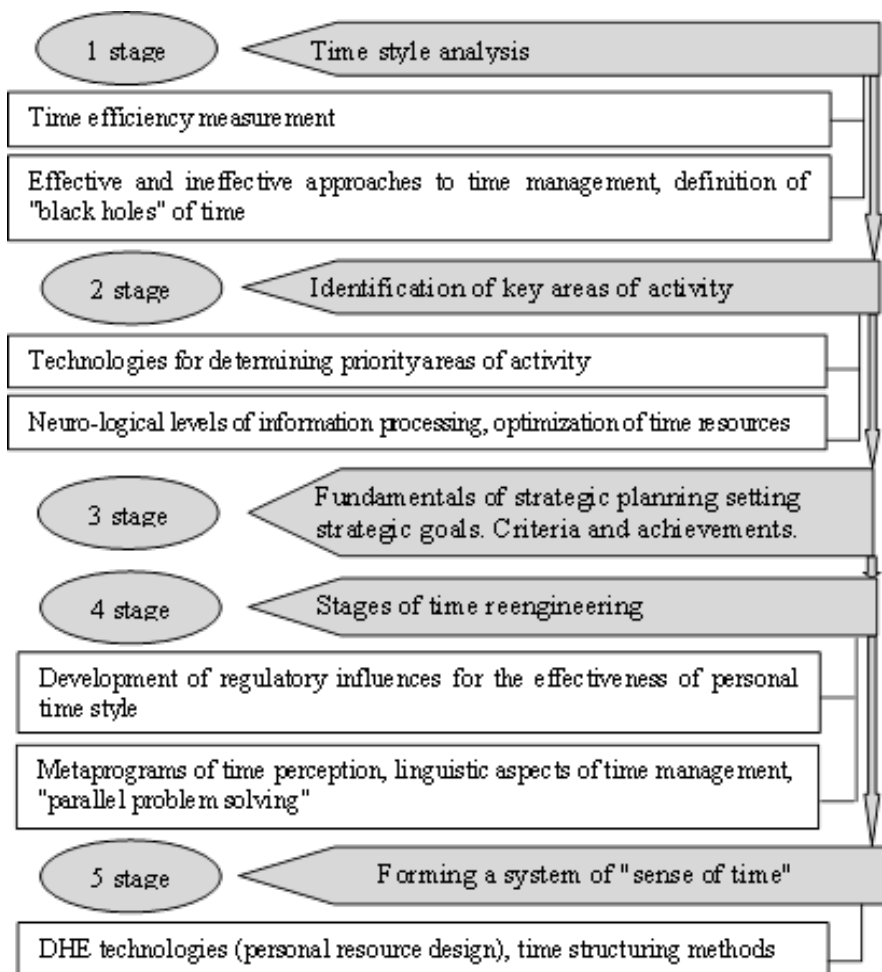 1 stage
Time style analysis
Time efficiency measurement
Effective and ineffective approaches to time management, definition of
"black holes" of time
2 stage
Identification of key areas of activity
Technologies for determining priority areas of activity
Neuro-logical levels of information processing, optimization of time resources
3 stage
Fundamentals of strategic planning setting
strategic goals. Criteria and achievements.
4 stage
Stages of time reengineering
Development of regulatory influences for the effectiveness of personal
time style
Metaprograms of time perception, linguistic aspects of time management,
"parallel problem solving"
5 stage
Forming a system of "sense of time"
DHE technologies (personal resource design), time structuring methods